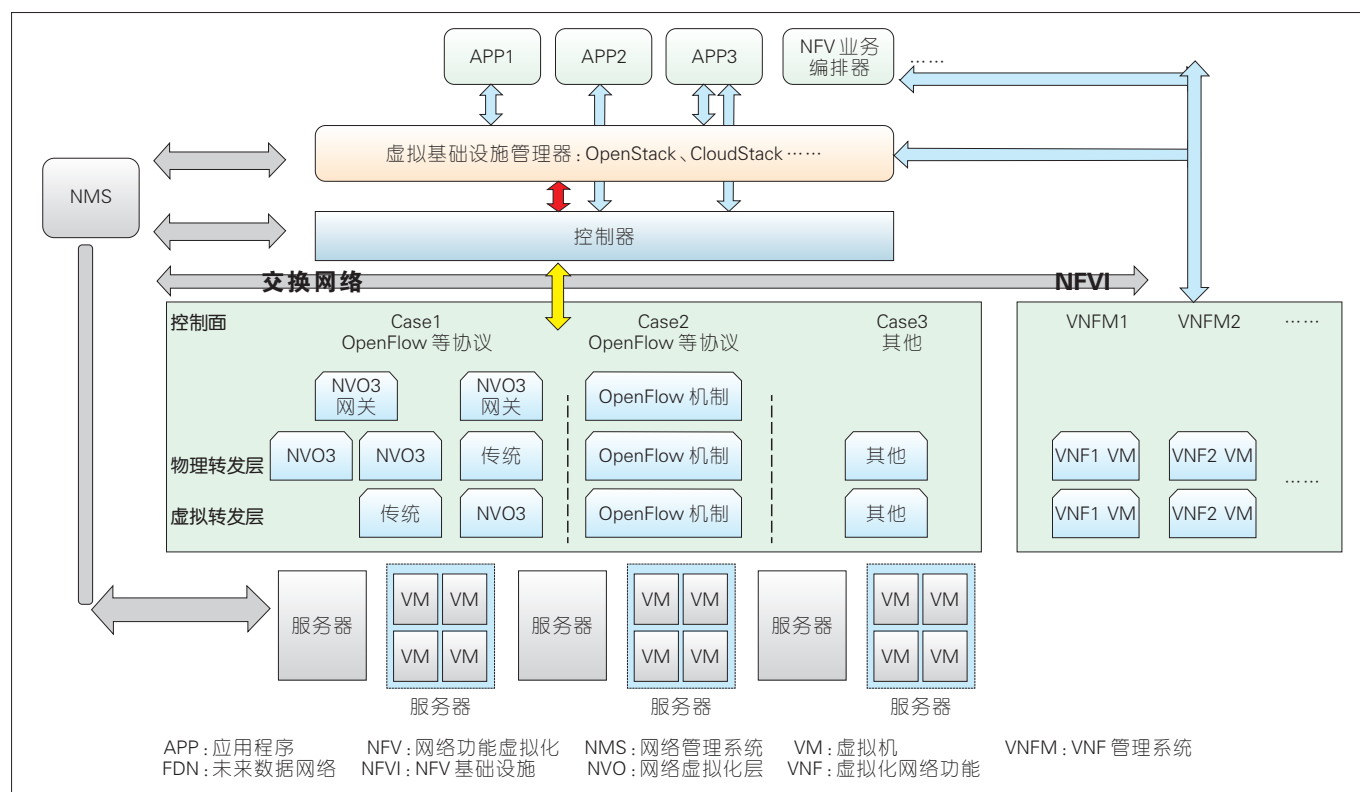 APP1
APP2
APP3
NFV 业务
编排器
……
虚拟基础设施管理器：OpenStack、CloudStack……
NMS
控制器
交换网络
NFVI
控制面
Case1
OpenFlow 等协议
Case2
OpenFlow 等协议
Case3
其他
VNFM1
VNFM2
……
NVO3
网关
NVO3
网关
OpenFlow 机制
物理转发层
NVO3
NVO3
传统
OpenFlow 机制
其他
VNF1 VM
VNF2 VM
……
虚拟转发层
传统
NVO3
OpenFlow 机制
其他
VNF1 VM
VNF2 VM
服务器
VM
VM
VM
VM
服务器
服务器
VM
VM
VM
VM
服务器
服务器
VM
VM
VM
VM
服务器
APP：应用程序 NFV：网络功能虚拟化 NMS：网络管理系统 VM：虚拟机 VNFM：VNF 管理系统
FDN：未来数据网络 NFVI：NFV 基础设施 NVO：网络虚拟化层 VNF：虚拟化网络功能